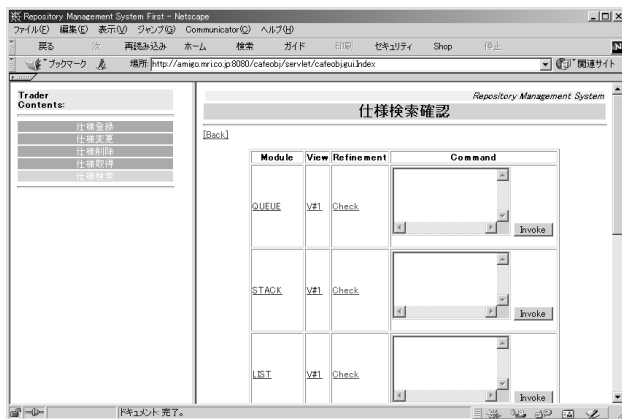 Repository Management System First - Netscape
ファイル(F) 編集(E) 表示(V) ジャンプ(G) Communicator(C) ヘルプ(H)
戻る 次 再読み込み ホーム 検索 ガイド 印刷 セキュリティ Shop 停止
ブックマーク 場所: http://amigo.mri.co.jp:8080/cafeobj/servlet/cafeobj.gui.Index 関連サイト
Trader
Contents:
仕様登録
仕様変更
仕様削除
仕様取得
仕様検索
Repository Management System
仕様検索確認
[Back]
Module View Refinement Command
QUEUE V#1 Check Invoke
STACK V#1 Check Invoke
LIST V#1 Check Invoke
ドキュメント: 完了。